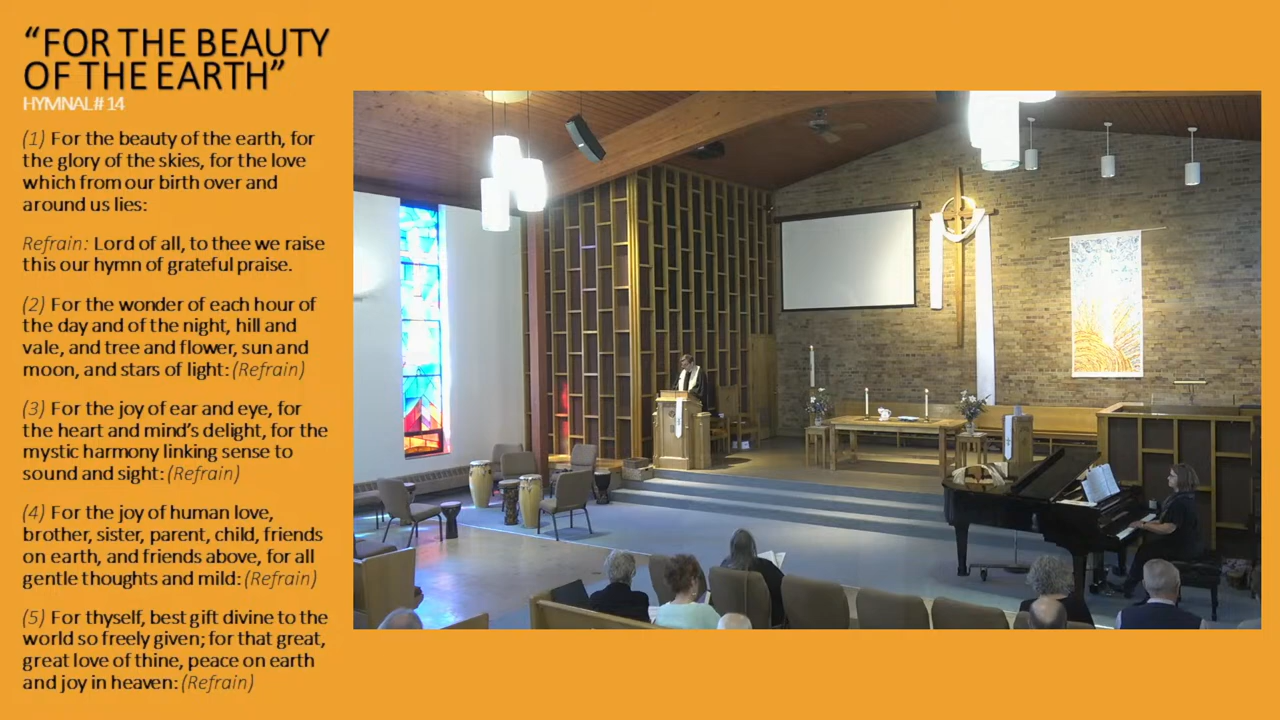 “FOR THE BEAUTY
OF THE EARTH”
HYMNAL# 14
(1) For the beauty of the earth, for
the glory of the skies, for the love
which from our birth over and
around us lies:
Refrain: Lord of all, to thee we raise
this our hymn of grateful praise.
(2) For the wonder of each hour of
the day and of the night, hill and
vale, and tree and flower, sun and
moon, and stars of light: (Refrain)
(3) For the joy of ear and eye, for
the heart and mind’s delight, for the
mystic harmony linking sense to
sound and sight: (Refrain)
(4) For the joy of human love,
brother, sister, parent, child, friends
on earth, and friends above, for all
gentle thoughts and mild: (Refrain)
(5) For thyself, best gift divine to the
world so freely given; for that great,
great love of thine, peace on earth
and joy in heaven: (Refrain)